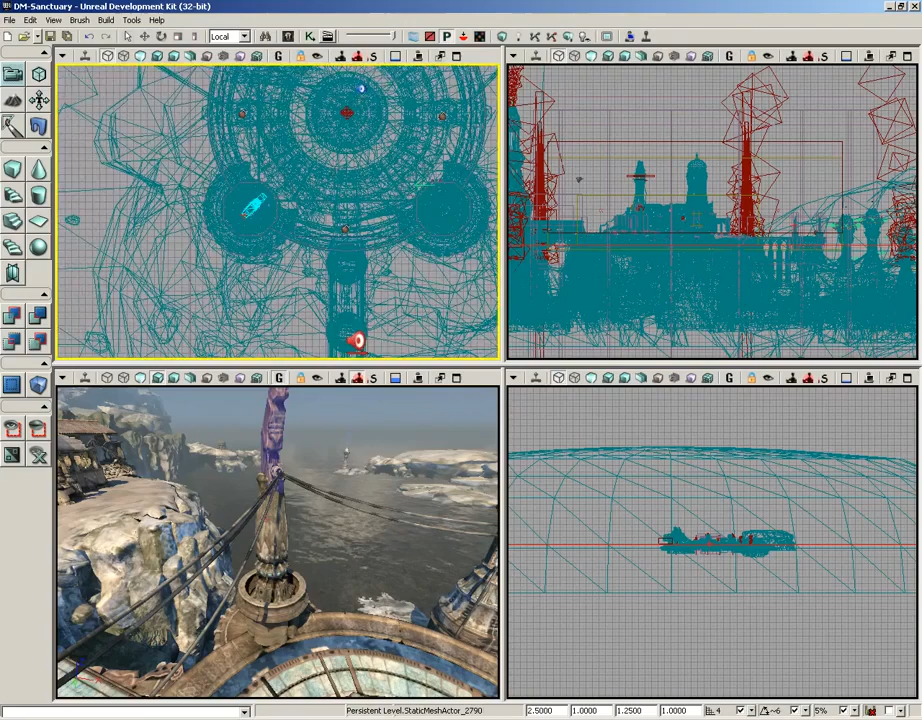 DM-Sanctuary - Unreal Development Kit (32-bit)
File Edit View Brush Build Tools Help
Local
P
G S
G S
G S
G S
Persistent Level.StaticMeshActor_2790 2.5000 1.0000 1.2500 1.0000 4 ~6 5%